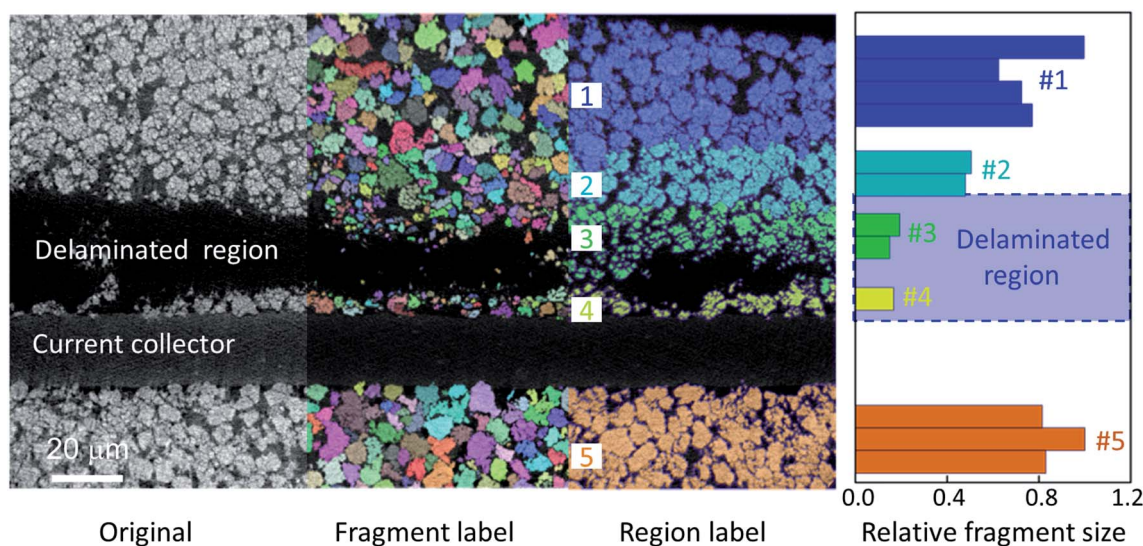 Delaminated region
Current collector
20 μm
1
2
3
4
5
#1
#2
#3
Delaminated
region
#4
#5
0.0 0.4 0.8 1.2
Original
Fragment label
Region label
Relative fragment size